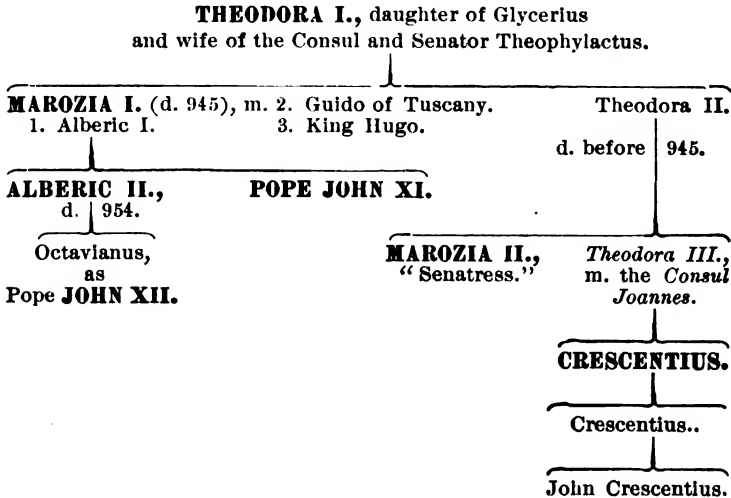 THEODORA I., daughter of Glycerius
and wife of the Consul and Senator Theophylactus.
MAROZIA I. (d. 945), m. 2. Guido of Tuscany.
1. Alberic I. 3. King Hugo.
Theodora II.
d. before 945.
ALBERIC II.,
d. 954.
POPE JOHN XI.
Octavianus,
as
Pope JOHN XII.
MAROZIA II.,
“Senatress.”
Theodora III.,
m. the Consul
Joannes.
CRESCENTIUS.
Crescentius..
John Crescentius.